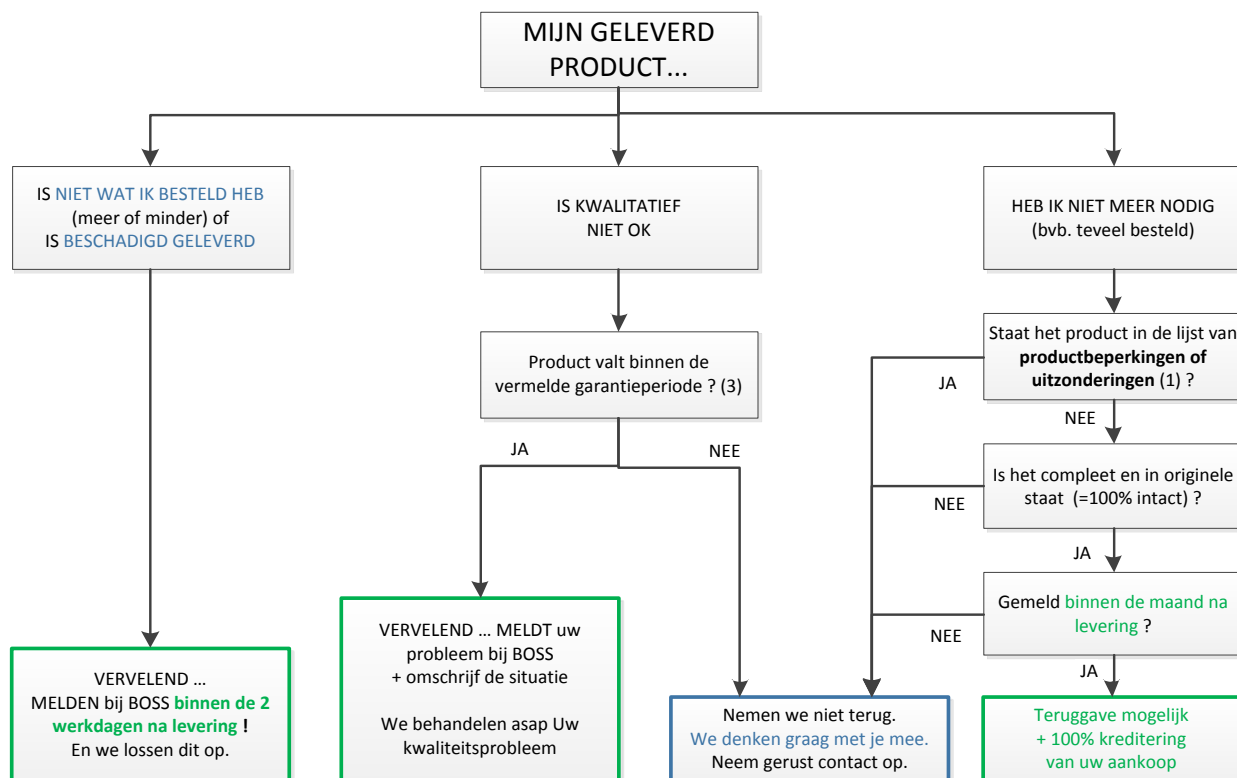 MIJN GELEVERD
PRODUCT...
IS NIET WAT IK BESTELD HEB
(meer of minder) of
IS BESCHADIGD GELEVERD
IS KWALITATIEF
NIET OK
HEB IK NIET MEER NODIG
(bvb. teveel besteld)
Product valt binnen de
vermelde garantieperiode ? (3)
Staat het product in de lijst van
productbeperkingen of
uitzonderingen (1) ?
JA
NEE
JA
NEE
Is het compleet en in originele
staat (=100% intact) ?
NEE
JA
Gemeld binnen de maand na
levering ?
NEE
JA
VERVELEND ...
MELDEN bij BOSS binnen de 2
werkdagen na levering !
En we lossen dit op.
VERVELEND ... MELDT uw
probleem bij BOSS
+ omschrijf de situatie
We behandelen asap Uw
kwaliteitsprobleem
Nemen we niet terug.
We denken graag met je mee.
Neem gerust contact op.
Teruggave mogelijk
+ 100% kreditering
van uw aankoop